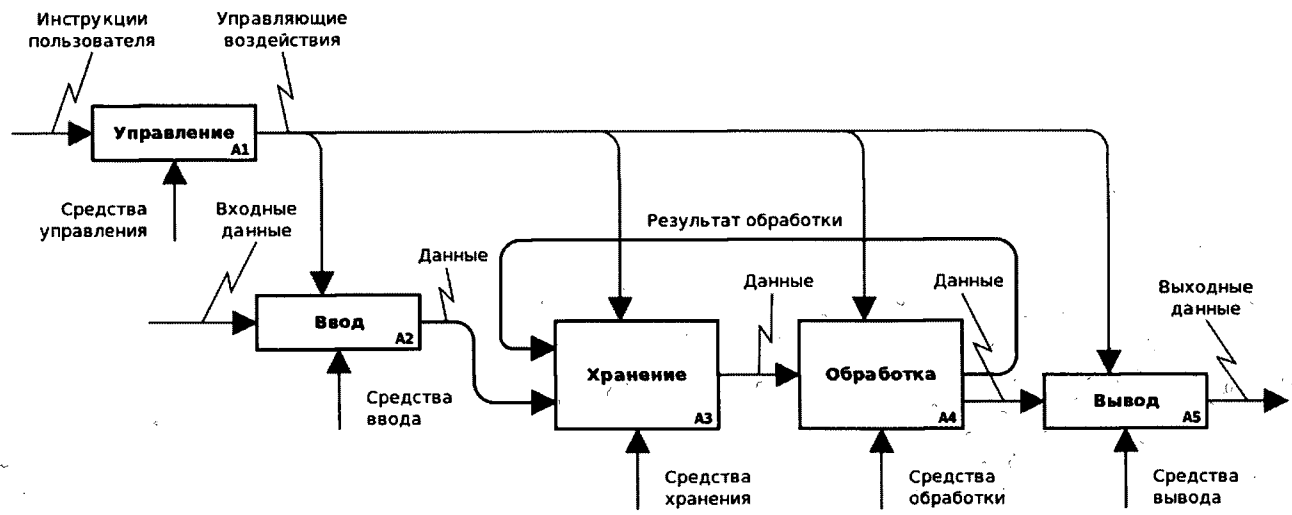 Инструкции
пользователя
Управляющие
воздействия
Управление
A1
Средства
управления
Входные
данные
Результат обработки
Данные
Данные
Данные
Выходные
данные
Ввод
A2
Хранение
A3
Обработка
A4
Вывод
A5
Средства
ввода
Средства
хранения
Средства
обработки
Средства
вывода